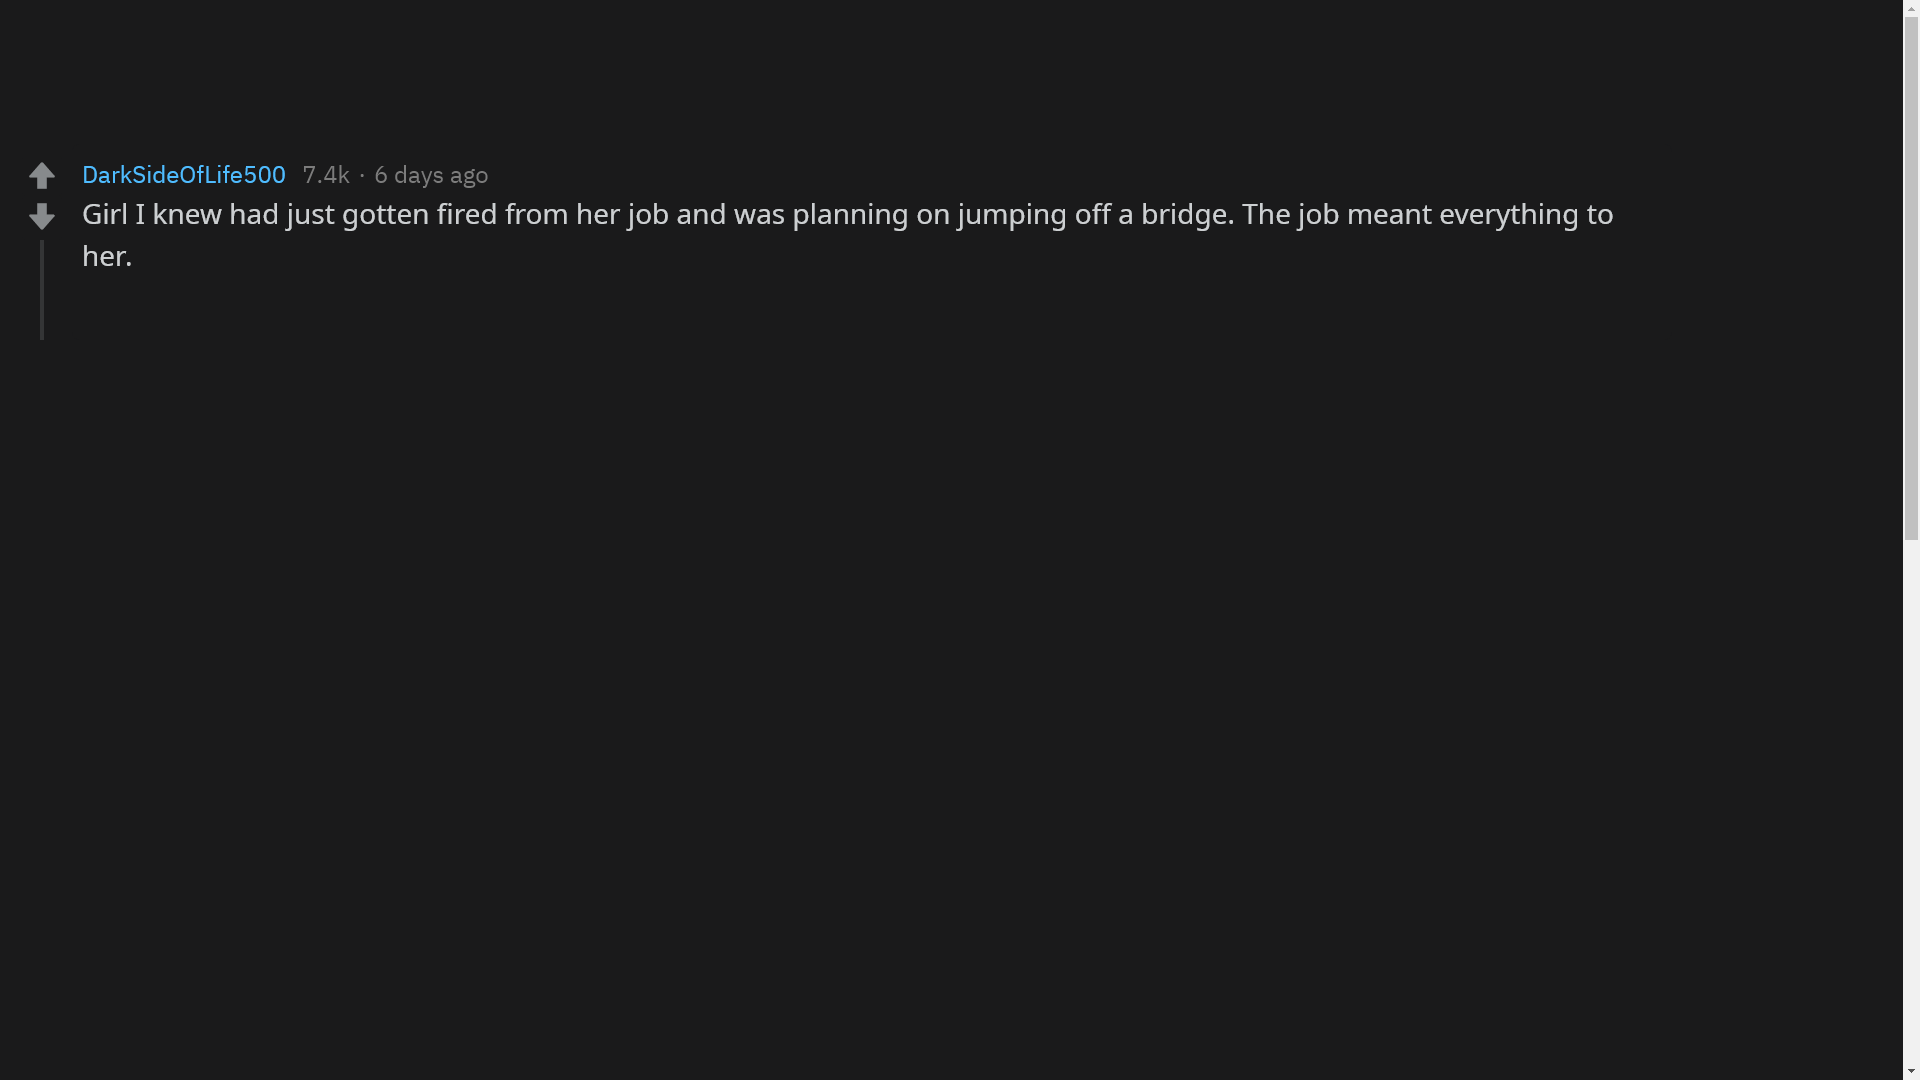 DarkSideOfLife500 7.4k · 6 days ago
Girl I knew had just gotten fired from her job and was planning on jumping off a bridge. The job meant everything to
her.